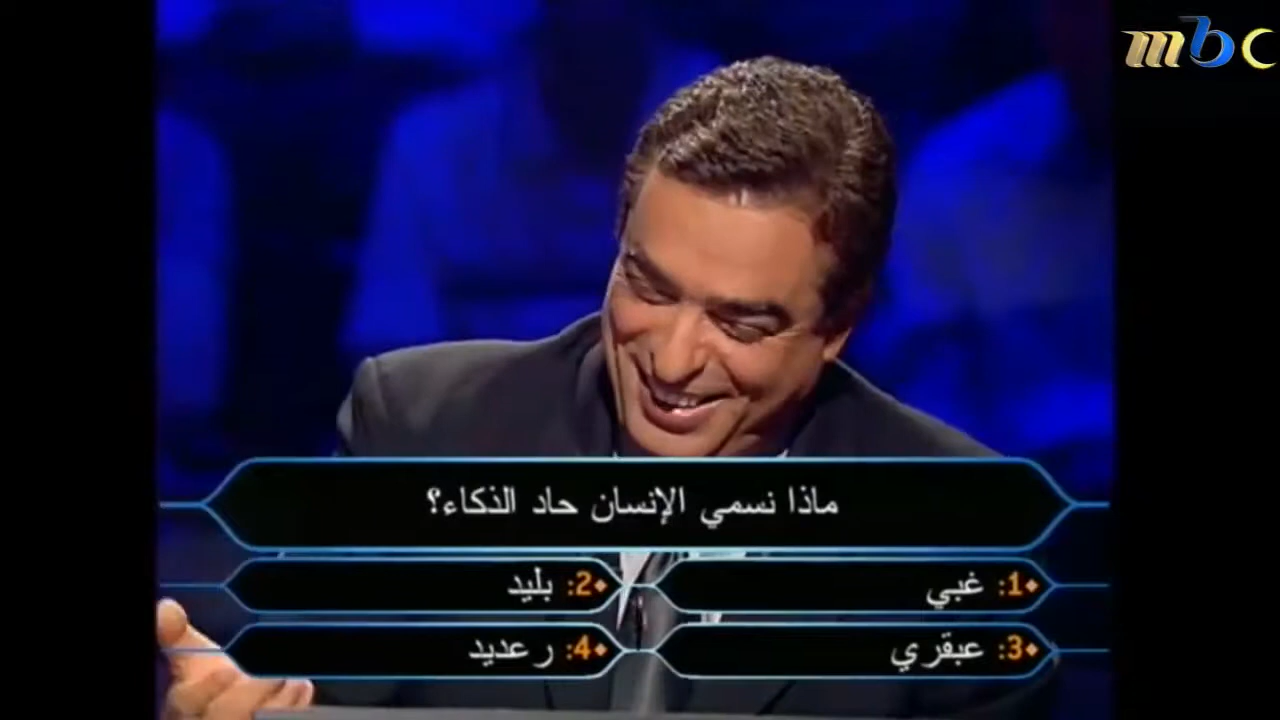 mbc
ماذا نسمي الإنسان حاد الذكاء؟
1: غبي
2: بليد
3: عبقري
4: رعديد